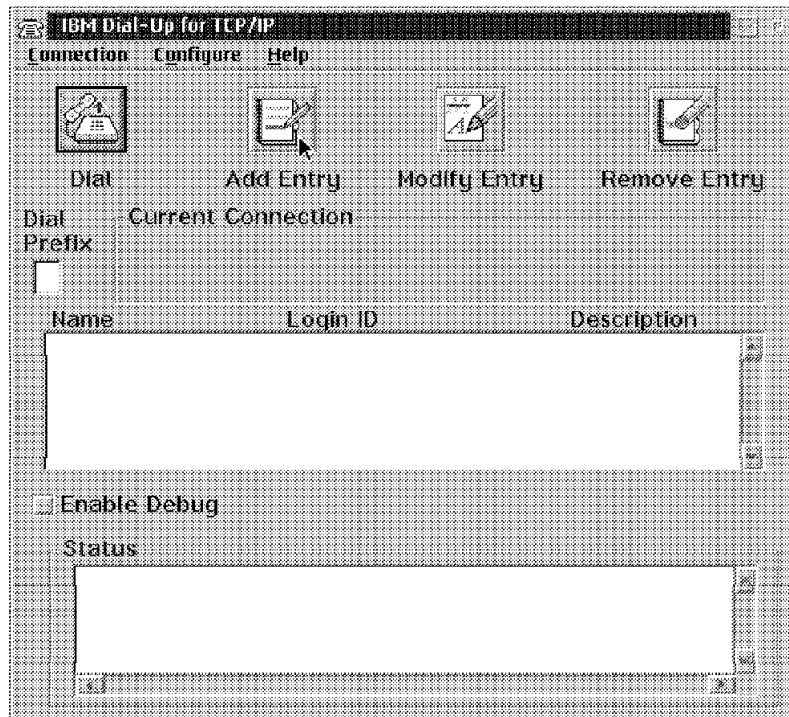 IBM Dial-Up for TCP/IP
Connection Configure Help
Dial Add Entry Modify Entry Remove Entry
Dial Prefix
Current Connection
Name Login ID Description
Enable Debug
Status